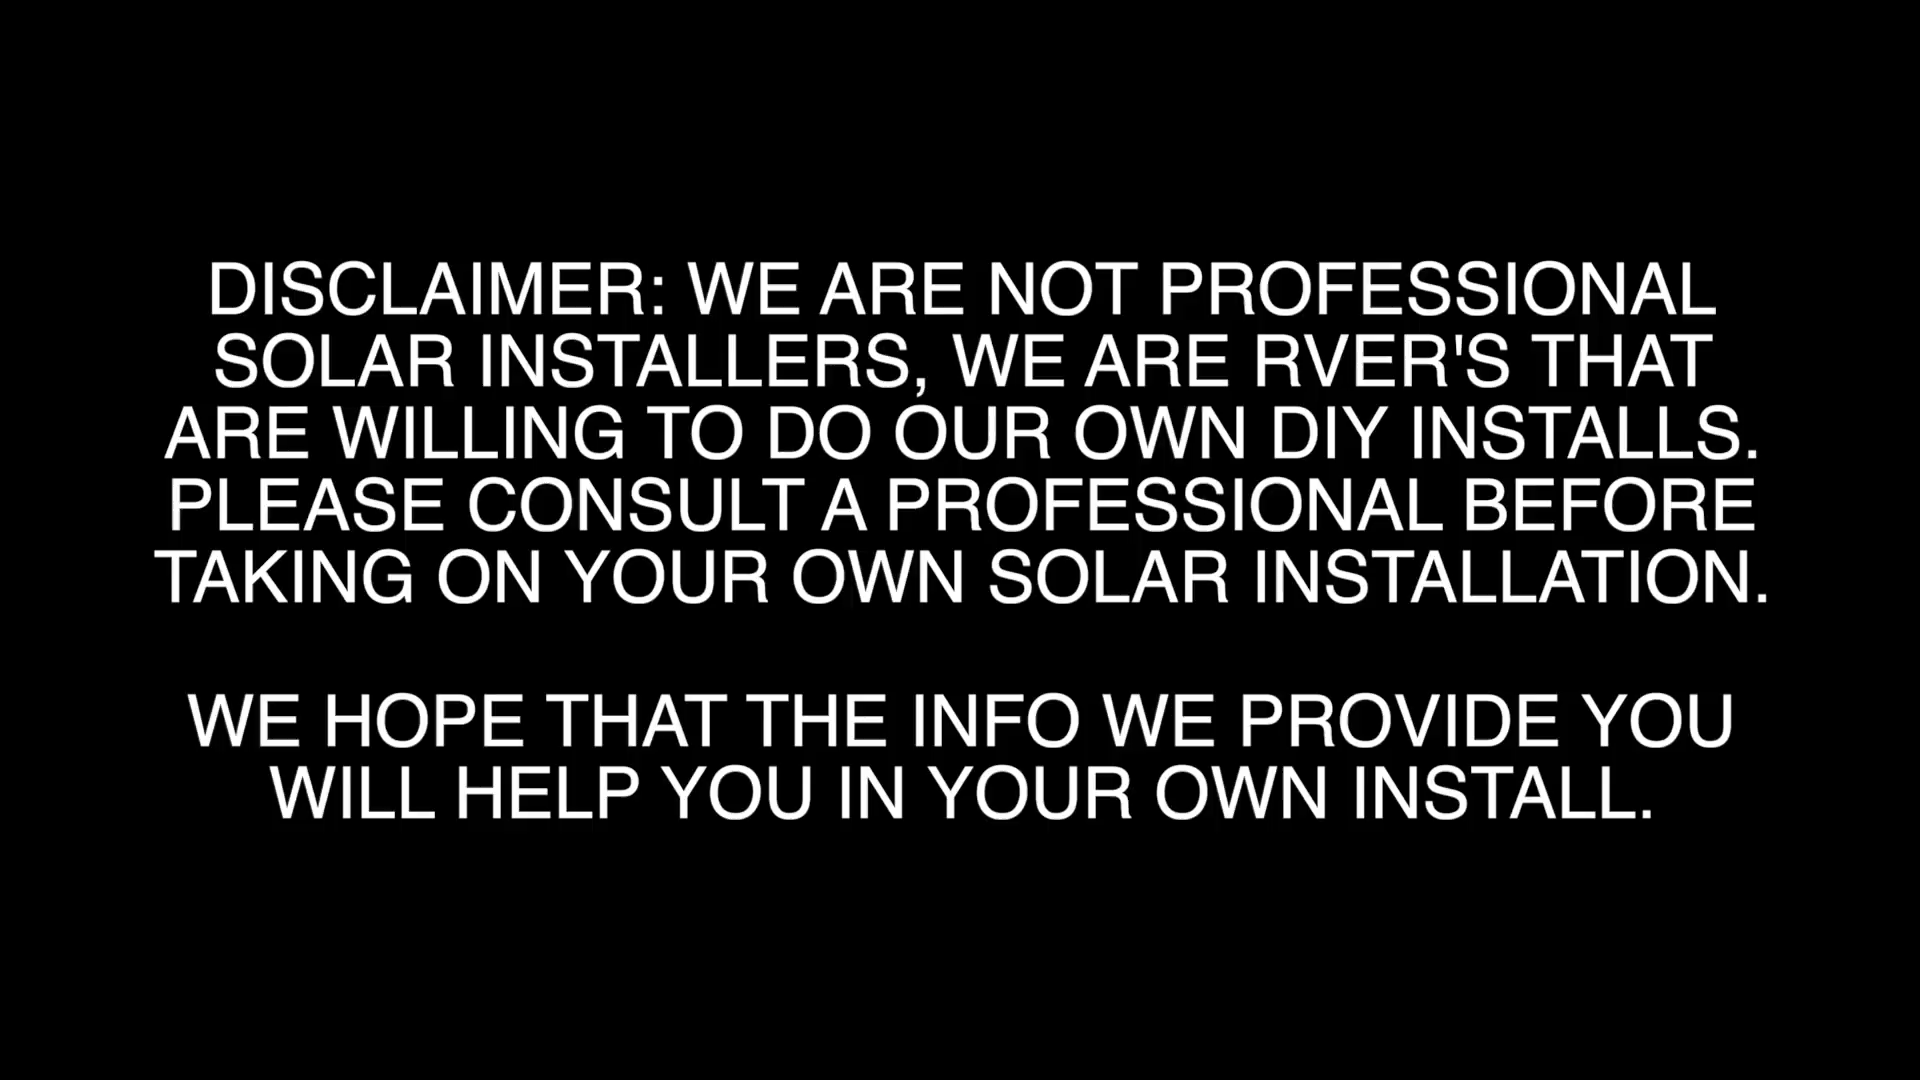 DISCLAIMER: WE ARE NOT PROFESSIONAL
SOLAR INSTALLERS, WE ARE RVER'S THAT
ARE WILLING TO DO OUR OWN DIY INSTALLS.
PLEASE CONSULT A PROFESSIONAL BEFORE
TAKING ON YOUR OWN SOLAR INSTALLATION.
WE HOPE THAT THE INFO WE PROVIDE YOU
WILL HELP YOU IN YOUR OWN INSTALL.